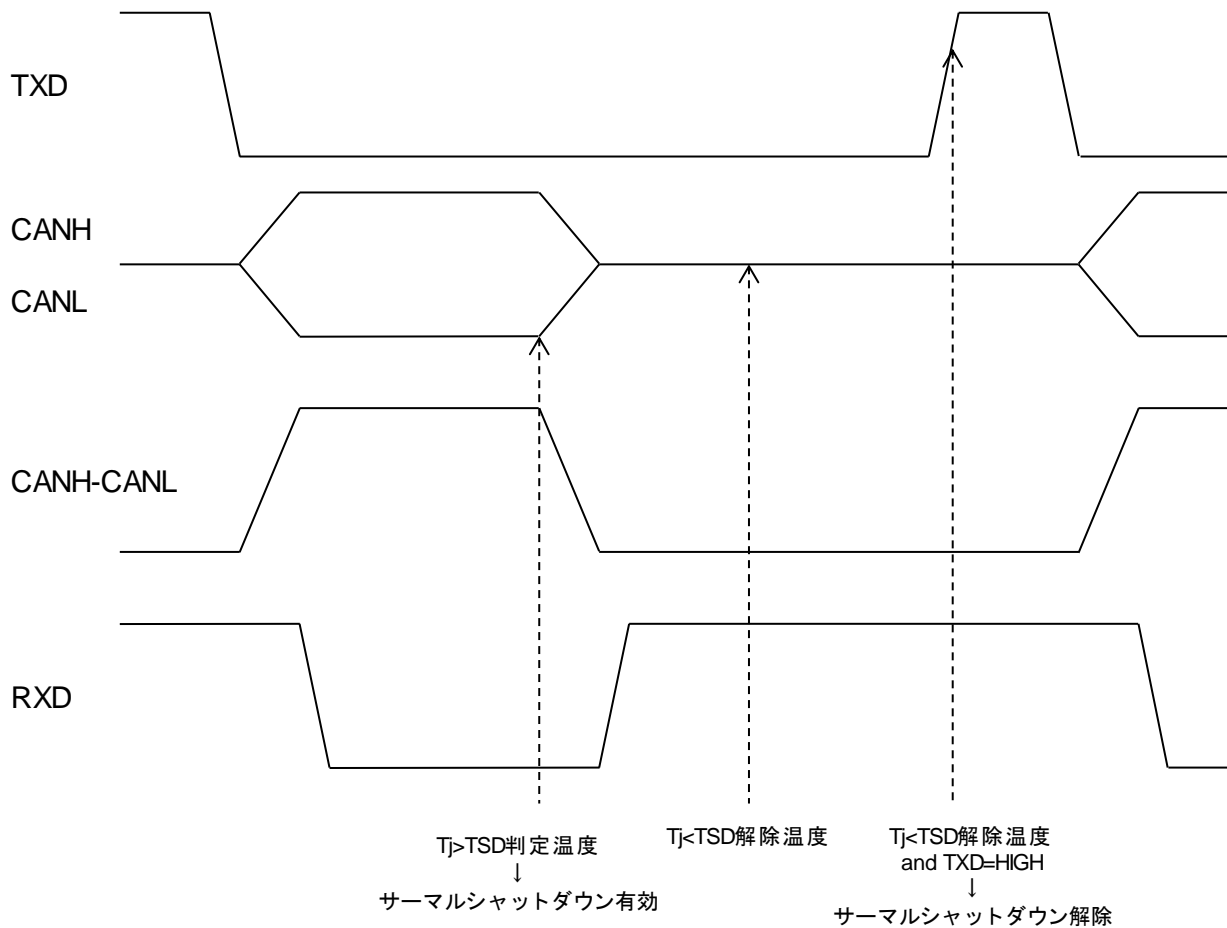 TXD
CANH
CANL
CANH-CANL
RXD
Tj>TSD判定温度
↓
サーマルシャットダウン有効
Tj<TSD解除温度
Tj<TSD解除温度
and TXD=HIGH
↓
サーマルシャットダウン解除